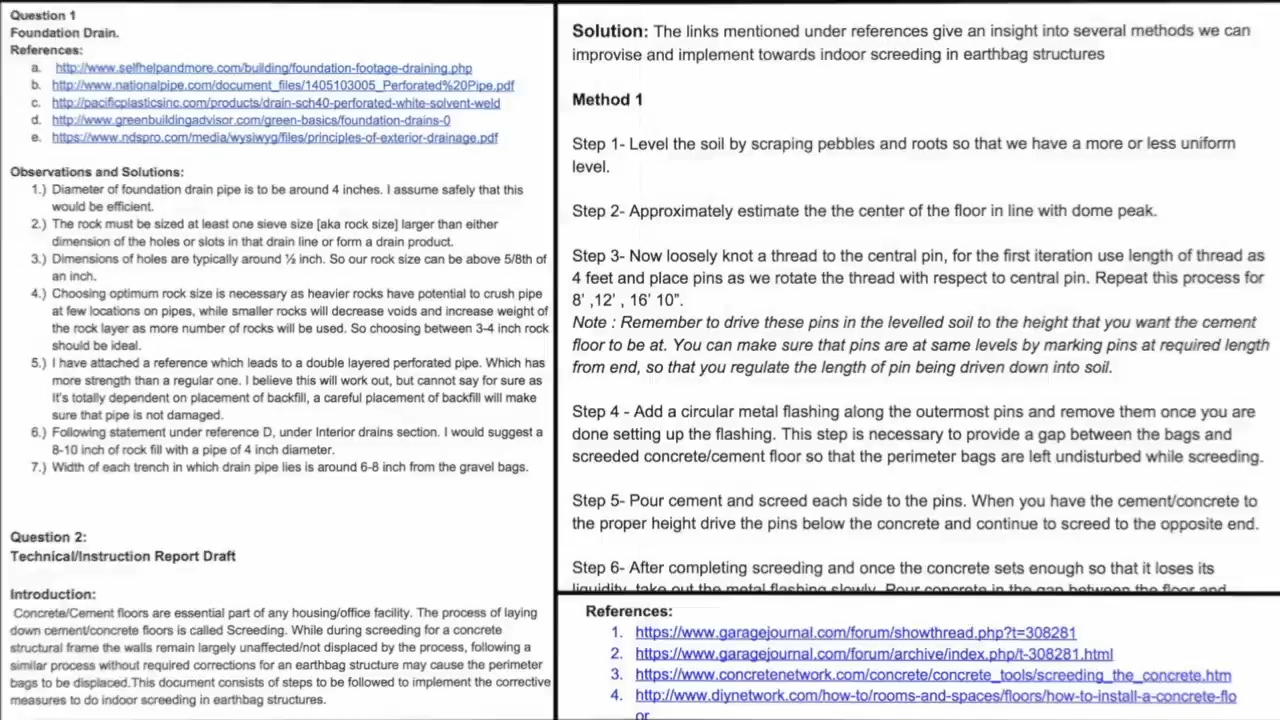 Question 1
Foundation Drain.
References:
a. http://www.selfhelpandmore.com/building/foundation-footage-draining.php
b. http://www.nationalpipe.com/document_files/1405103005_Perforated%20Pipe.pdf
c. http://pacificplasticsinc.com/products/drain-sch40-perforated-white-solvent-weld
d. http://www.greenbuildingadvisor.com/green-basics/foundation-drains-0
e. https://www.ndspro.com/media/wysiwyg/files/principles-of-exterior-drainage.pdf
Observations and Solutions:
1.) Diameter of foundation drain pipe is to be around 4 inches. I assume safely that this
would be efficient.
2.) The rock must be sized at least one sieve size [aka rock size] larger than either
dimension of the holes or slots in that drain line or form a drain product.
3.) Dimensions of holes are typically around ½ inch. So our rock size can be above 5/8th of
an inch.
4.) Choosing optimum rock size is necessary as heavier rocks have potential to crush pipe
at few locations on pipes, while smaller rocks will decrease voids and increase weight of
the rock layer as more number of rocks will be used. So choosing between 3-4 inch rock
should be ideal.
5.) I have attached a reference which leads to a double layered perforated pipe. Which has
more strength than a regular one. I believe this will work out, but cannot say for sure as
It's totally dependent on placement of backfill, a careful placement of backfill will make
sure that pipe is not damaged.
6.) Following statement under reference D, under Interior drains section. I would suggest a
8-10 inch of rock fill with a pipe of 4 inch diameter.
7.) Width of each trench in which drain pipe lies is around 6-8 inch from the gravel bags.
Question 2:
Technical/Instruction Report Draft
Introduction:
Concrete/Cement floors are essential part of any housing/office facility. The process of laying
down cement/concrete floors is called Screeding. While during screeding for a concrete
structural frame the walls remain largely unaffected/not displaced by the process, following a
similar process without required corrections for an earthbag structure may cause the perimeter
bags to be displaced.This document consists of steps to be followed to implement the corrective
measures to do indoor screeding in earthbag structures.
Solution: The links mentioned under references give an insight into several methods we can
improvise and implement towards indoor screeding in earthbag structures
Method 1
Step 1- Level the soil by scraping pebbles and roots so that we have a more or less uniform
level.
Step 2- Approximately estimate the the center of the floor in line with dome peak.
Step 3- Now loosely knot a thread to the central pin, for the first iteration use length of thread as
4 feet and place pins as we rotate the thread with respect to central pin. Repeat this process for
8' ,12' , 16' 10".
Note : Remember to drive these pins in the levelled soil to the height that you want the cement
floor to be at. You can make sure that pins are at same levels by marking pins at required length
from end, so that you regulate the length of pin being driven down into soil.
Step 4 - Add a circular metal flashing along the outermost pins and remove them once you are
done setting up the flashing. This step is necessary to provide a gap between the bags and
screeded concrete/cement floor so that the perimeter bags are left undisturbed while screeding.
Step 5- Pour cement and screed each side to the pins. When you have the cement/concrete to
the proper height drive the pins below the concrete and continue to screed to the opposite end.
Step 6- After completing screeding and once the concrete sets enough so that it loses its
liquidity, take out the metal flashing slowly. Pour concrete in the gap between the floor and
References:
1. https://www.garagejournal.com/forum/showthread.php?t=308281
2. https://www.garagejournal.com/forum/archive/index.php/t-308281.html
3. https://www.concretenetwork.com/concrete/concrete_tools/screeding_the_concrete.htm
4. http://www.diynetwork.com/how-to/rooms-and-spaces/floors/how-to-install-a-concrete-flo
or